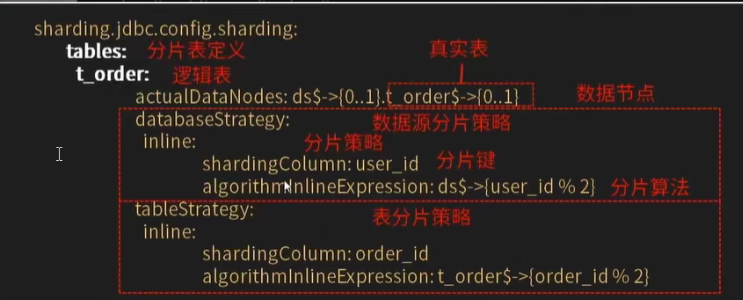 sharding.jdbc.config.sharding:
tables: 分片表定义 真实表
t_order: 逻辑表
actualDataNodes: ds$->{0..1}.t_order$->{0..1} 数据节点
databaseStrategy: 数据源分片策略
inline: 分片策略
shardingColumn: user_id 分片键
algorithmInlineExpression: ds$->{user_id % 2} 分片算法
tableStrategy: 表分片策略
inline:
shardingColumn: order_id
algorithmInlineExpression: t_order$->{order_id % 2}